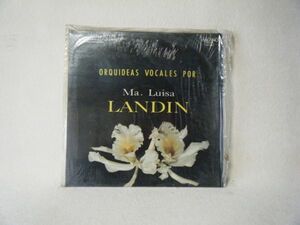 ORQUIDEAS VOCALES POR
Ma. Luisa
LANDIN